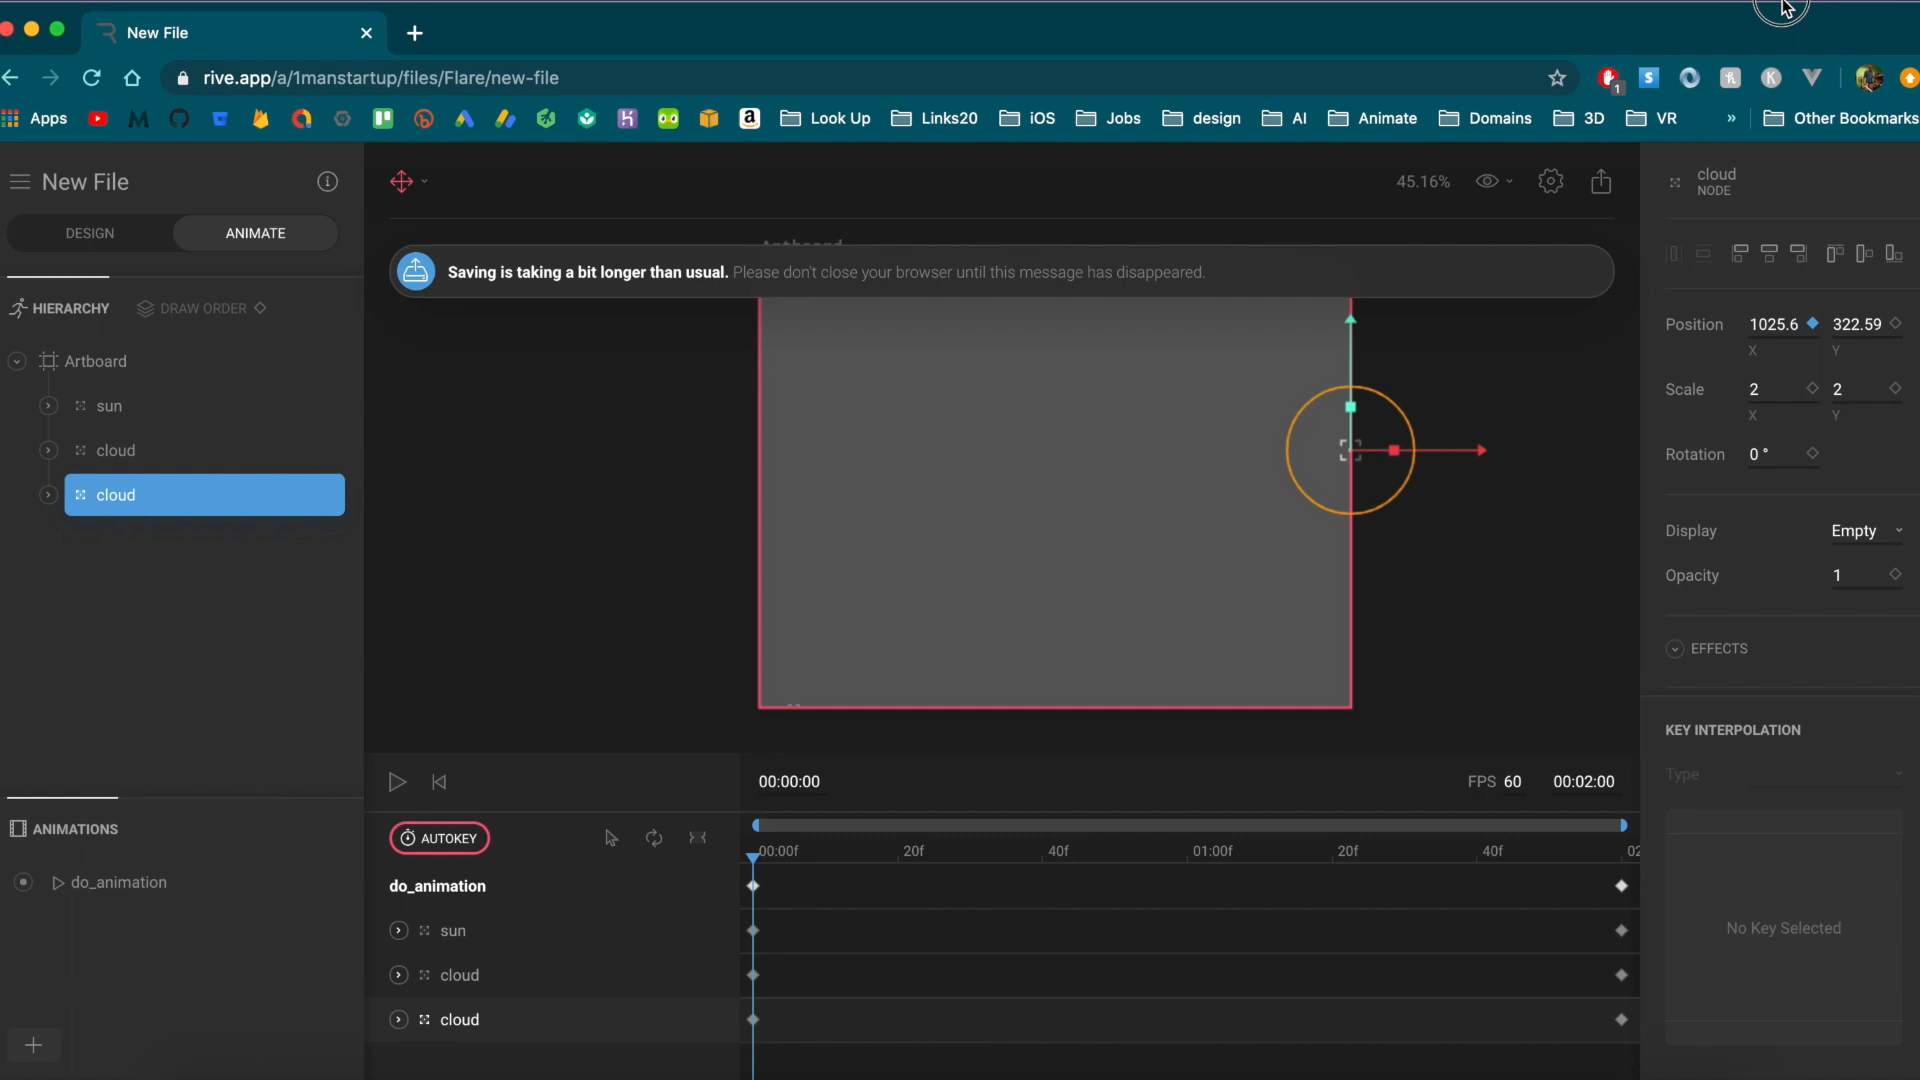 New File
rive.app/a/1manstartup/files/Flare/new-file
1
Apps
Look Up
Links20
iOS
Jobs
design
AI
Animate
Domains
3D
VR
»
Other Bookmarks
New File
DESIGN
ANIMATE
HIERARCHY
DRAW ORDER
Artboard
sun
cloud
cloud
ANIMATIONS
do_animation
45.16%
Artboard
Saving is taking a bit longer than usual. Please don't close your browser until this message has disappeared.
cloud
NODE
Position 1025.6 322.59
X Y
Scale 2 2
X Y
Rotation 0°
Display Empty
Opacity 1
EFFECTS
KEY INTERPOLATION
Type
No Key Selected
00:00:00
FPS 60 00:02:00
AUTOKEY
00:00f 20f 40f 01:00f 20f 40f 02
do_animation
sun
cloud
cloud